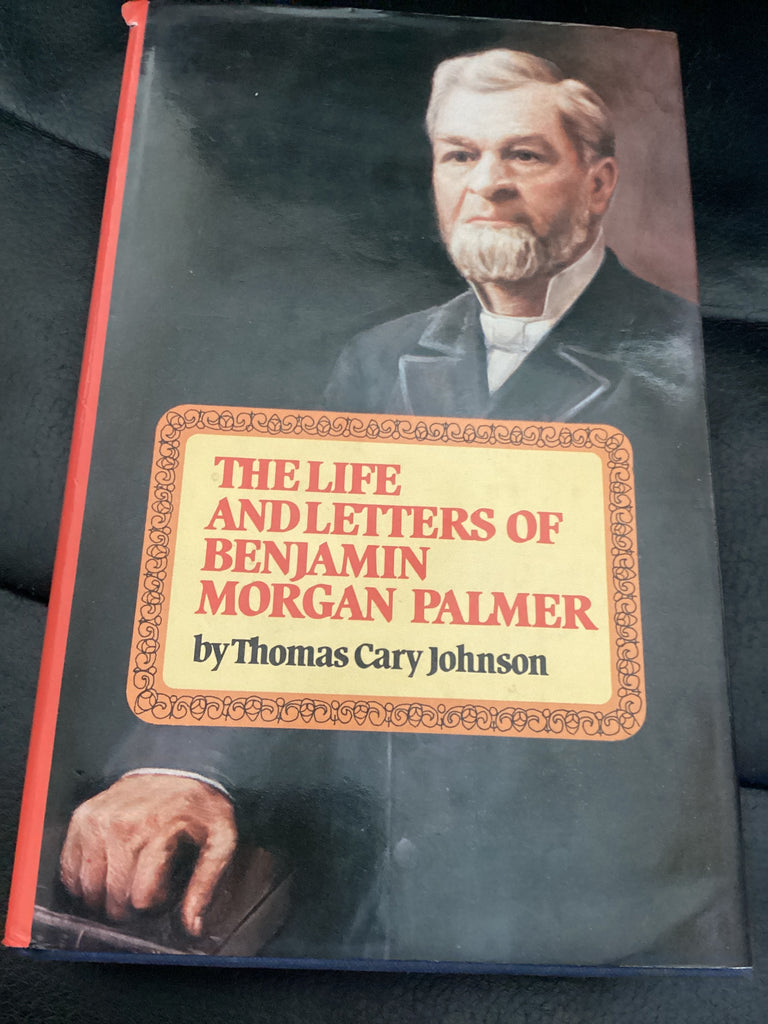 THE LIFE
AND LETTERS OF
BENJAMIN
MORGAN PALMER
by Thomas Cary Johnson